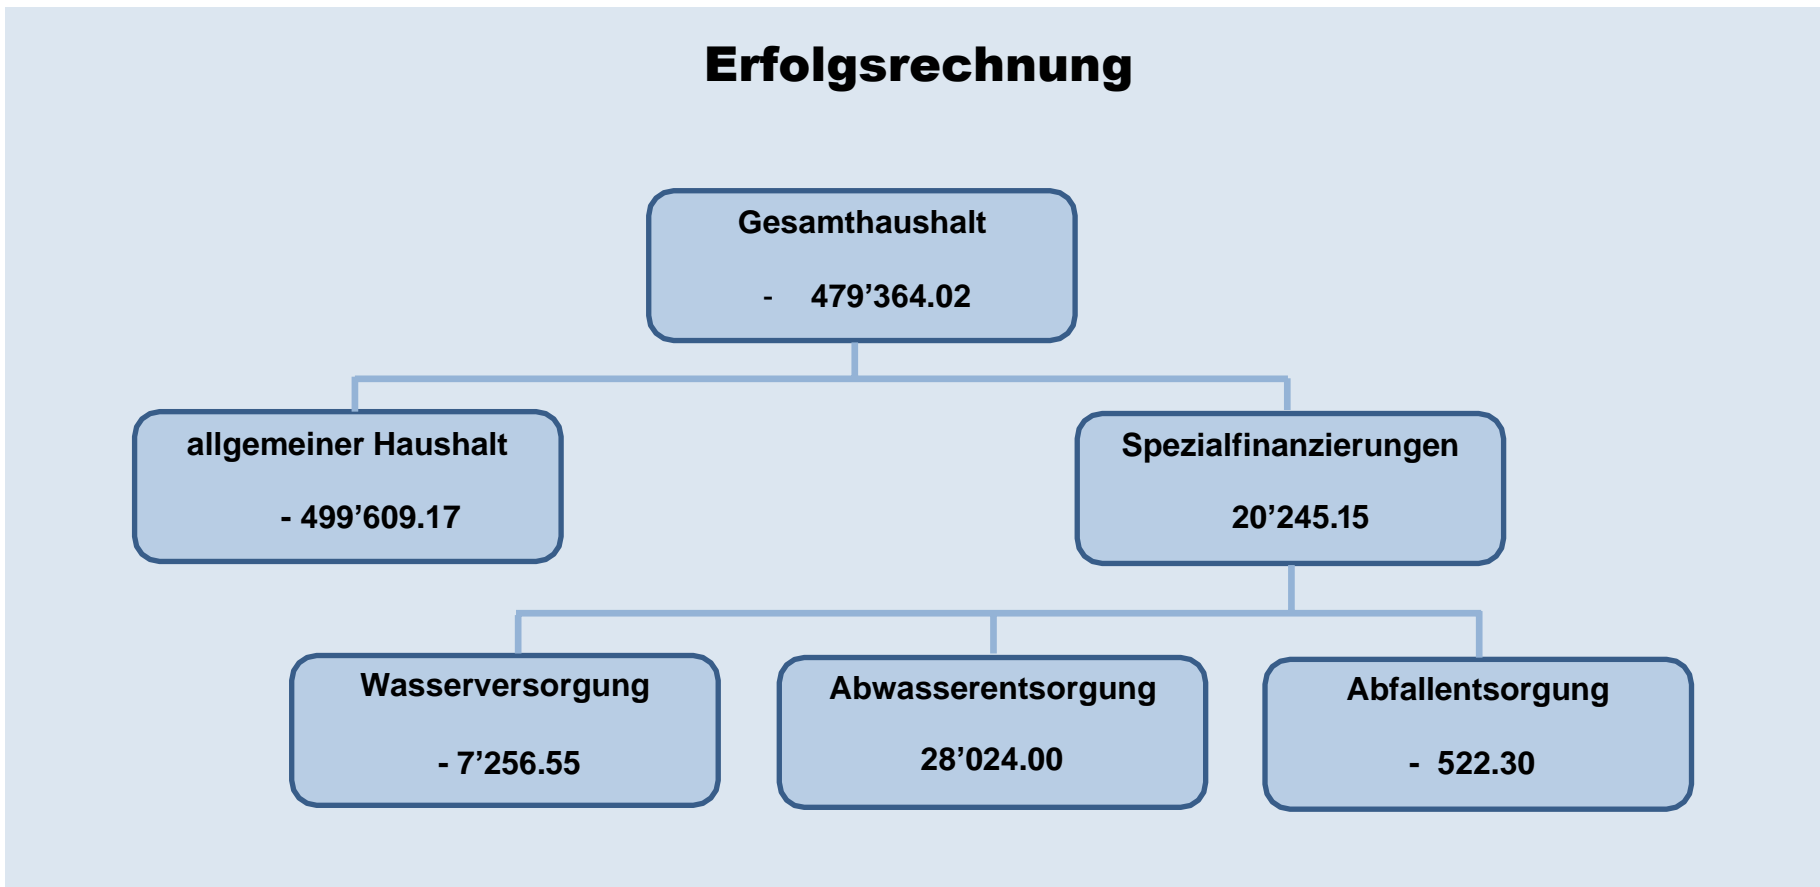 Erfolgsrechnung
Gesamthaushalt
- 479’364.02
allgemeiner Haushalt
- 499’609.17
Spezialfinanzierungen
20’245.15
Wasserversorgung
- 7’256.55
Abwasserentsorgung
28’024.00
Abfallentsorgung
- 522.30